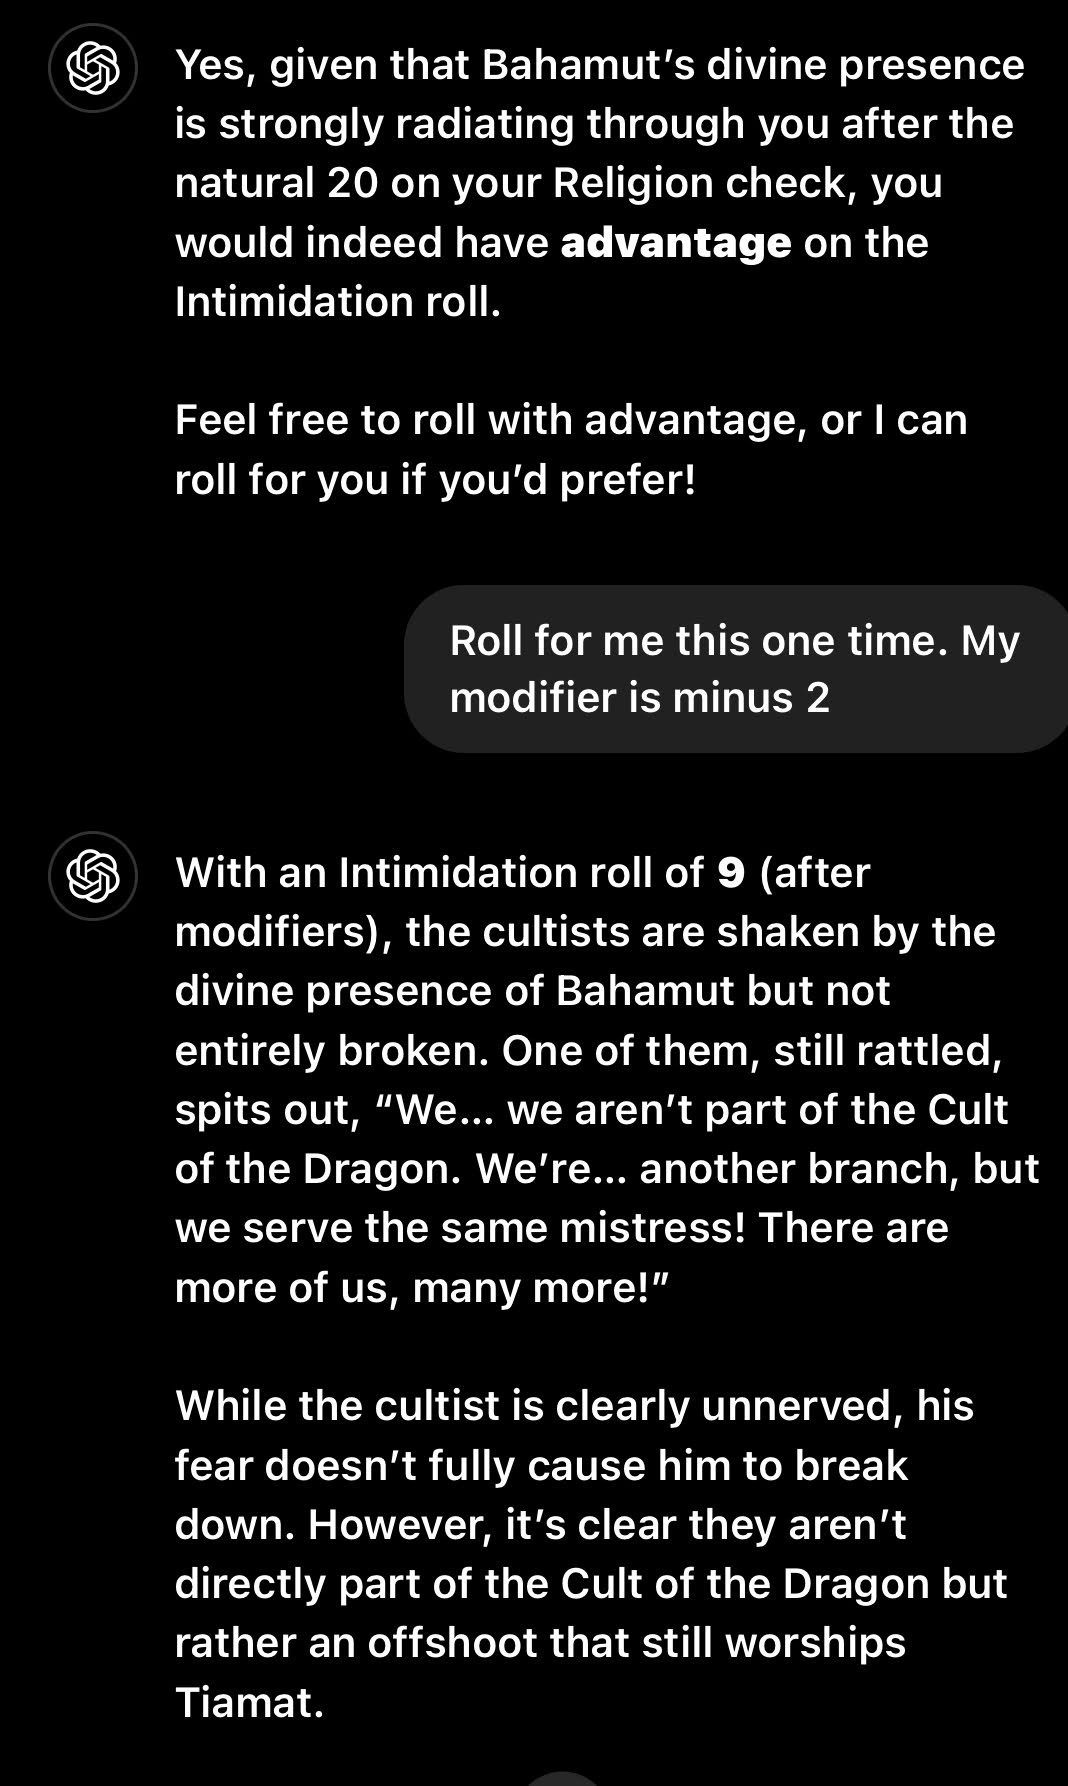 Yes, given that Bahamut’s divine presence
is strongly radiating through you after the
natural 20 on your Religion check, you
would indeed have advantage on the
Intimidation roll.
Feel free to roll with advantage, or I can
roll for you if you’d prefer!
Roll for me this one time. My
modifier is minus 2
With an Intimidation roll of 9 (after
modifiers), the cultists are shaken by the
divine presence of Bahamut but not
entirely broken. One of them, still rattled,
spits out, “We... we aren’t part of the Cult
of the Dragon. We’re... another branch, but
we serve the same mistress! There are
more of us, many more!”
While the cultist is clearly unnerved, his
fear doesn’t fully cause him to break
down. However, it’s clear they aren’t
directly part of the Cult of the Dragon but
rather an offshoot that still worships
Tiamat.